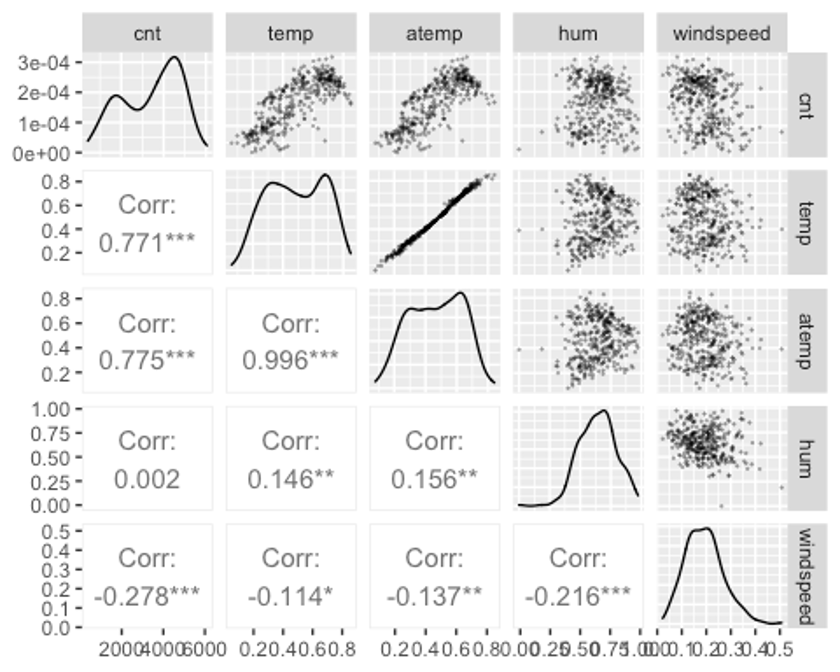 cnt temp atemp hum windspeed
3e-04
2e-04
1e-04
0e+00
cnt
0.8
0.6
0.4
0.2
Corr:
0.771***
temp
0.8
0.6
0.4
0.2
Corr: Corr:
0.775*** 0.996***
atemp
1.00
0.75
0.50
0.25
0.00
Corr: Corr: Corr:
0.002 0.146** 0.156**
hum
0.5
0.4
0.3
0.2
0.1
0.0
Corr: Corr: Corr: Corr:
-0.278*** -0.114* -0.137** -0.216***
windspeed
2000 4000 6000 0.2 0.4 0.6 0.8 0.2 0.4 0.6 0.8 0.00 0.25 0.50 0.75 1.00 0.0 0.1 0.2 0.3 0.4 0.5